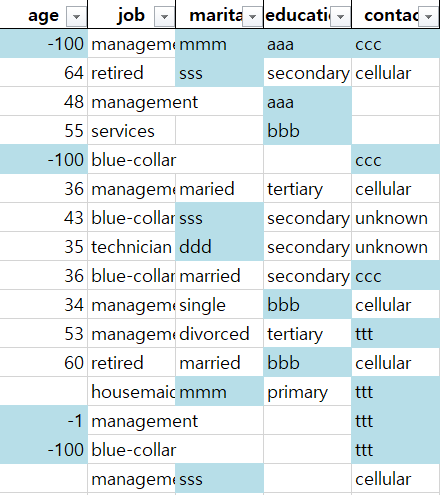 age job marita educatic contac
-100 manageme mmm aaa ccc
64 retired sss secondary cellular
48 management aaa
55 services bbb
-100 blue-collar ccc
36 manageme maried tertiary cellular
43 blue-collar sss secondary unknown
35 technician ddd secondary unknown
36 blue-collar married secondary ccc
34 manageme single bbb cellular
53 manageme divorced tertiary ttt
60 retired married bbb cellular
housemaid mmm primary ttt
-1 management ttt
-100 blue-collar ttt
manageme sss cellular